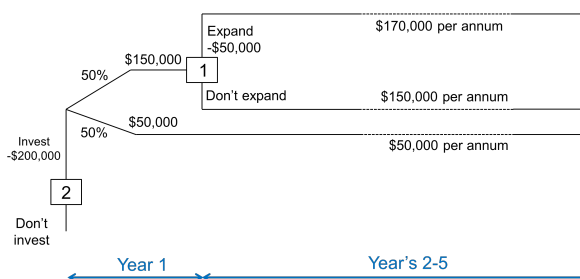 Expand
-$50,000
$170,000 per annum
$150,000
50%
1
Don't expand
$150,000 per annum
$50,000
50%
$50,000 per annum
Invest
-$200,000
2
Don't
invest
Year 1
Year's 2-5